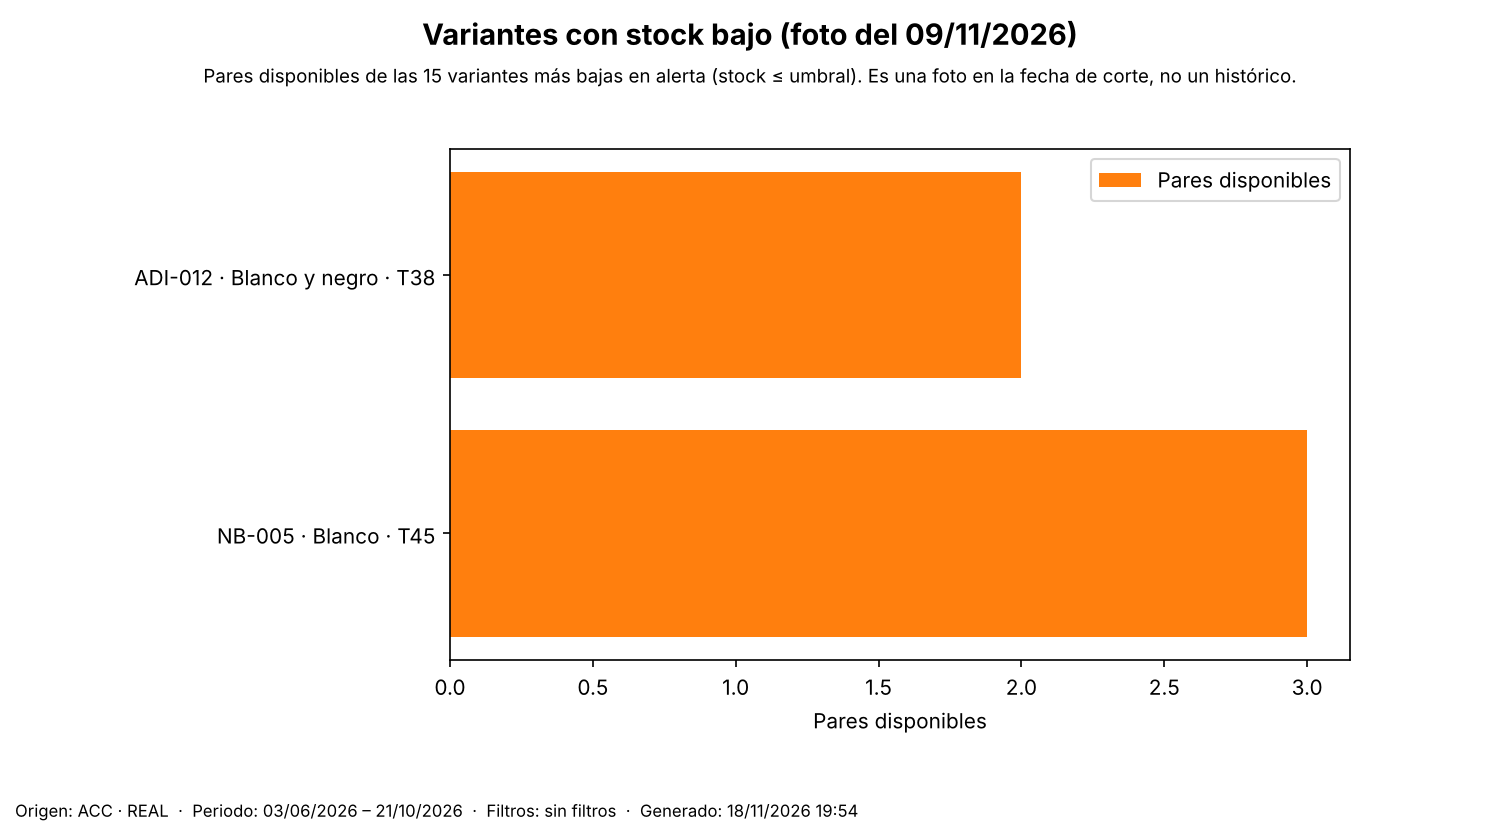 Variantes con stock bajo (foto del 09/11/2026)
Pares disponibles de las 15 variantes más bajas en alerta (stock ≤ umbral). Es una foto en la fecha de corte, no un histórico.
Pares disponibles
ADI-012 · Blanco y negro · T38
NB-005 · Blanco · T45
0.0 0.5 1.0 1.5 2.0 2.5 3.0
Pares disponibles
Origen: ACC · REAL · Periodo: 03/06/2026 – 21/10/2026 · Filtros: sin filtros · Generado: 18/11/2026 19:54